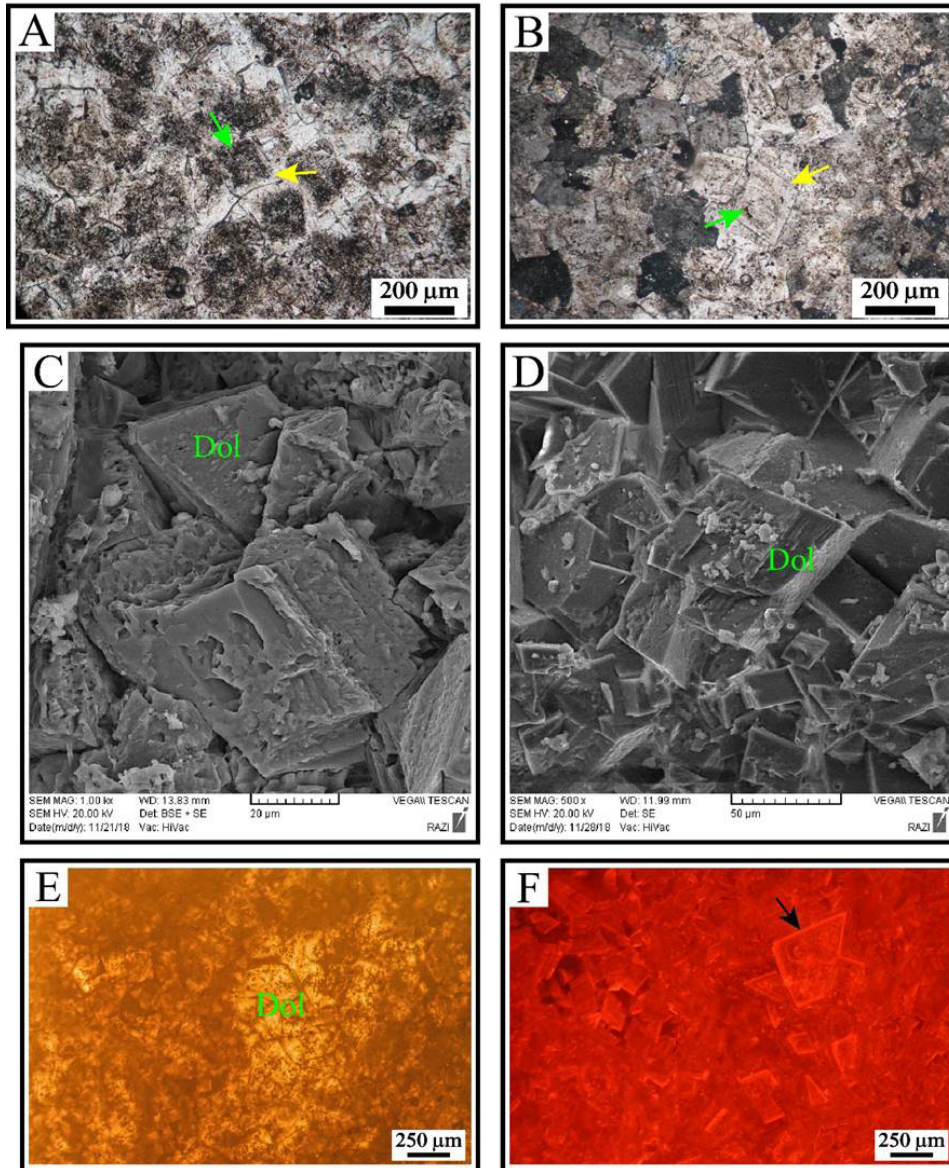 A
200 μm
B
200 μm
C
Dol
SEM MAG: 1.00 kx
WD: 13.83 mm
VEGA\\ TESCAN
SEM HV: 20.00 kV
Det: BSE + SE
20 μm
Date(m/d/y): 11/21/18
Vac: HiVac
RAZI
D
Dol
SEM MAG: 500 x
WD: 11.99 mm
VEGA\\ TESCAN
SEM HV: 20.00 kV
Det: SE
50 μm
Date(m/d/y): 11/28/18
Vac: HiVac
RAZI
E
Dol
250 μm
F
250 μm